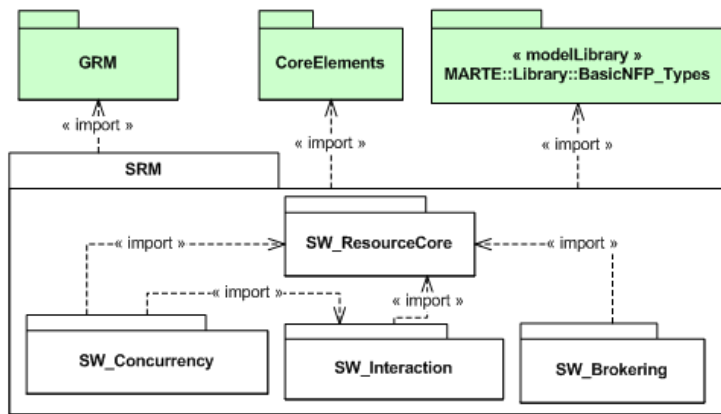 GRM
CoreElements
« modelLibrary »
MARTE::Library::BasicNFP_Types
« import »
« import »
« import »
SRM
SW_ResourceCore
« import »
« import »
« import »
« import »
SW_Concurrency
SW_Interaction
SW_Brokering